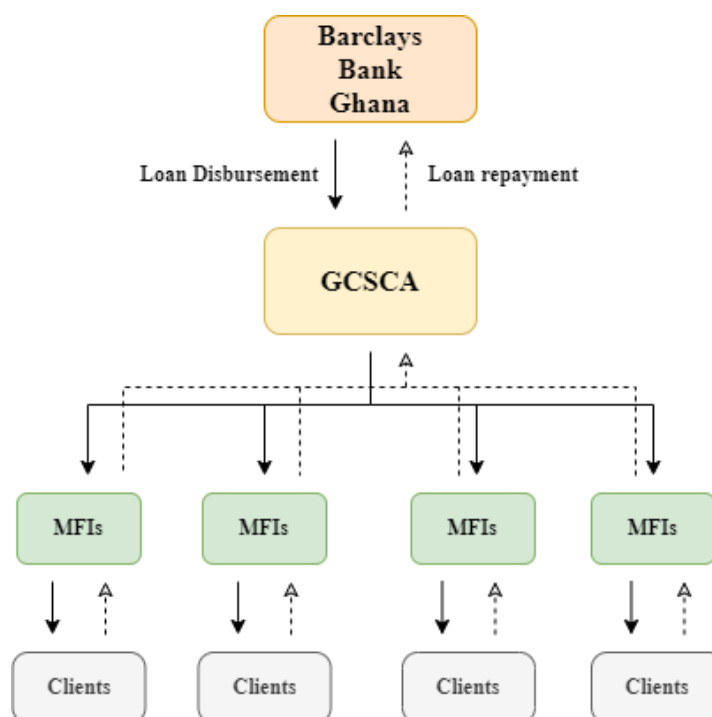 Barclays
Bank
Ghana
Loan Disbursement
Loan repayment
GCSCA
MFIs
MFIs
MFIs
MFIs
Clients
Clients
Clients
Clients